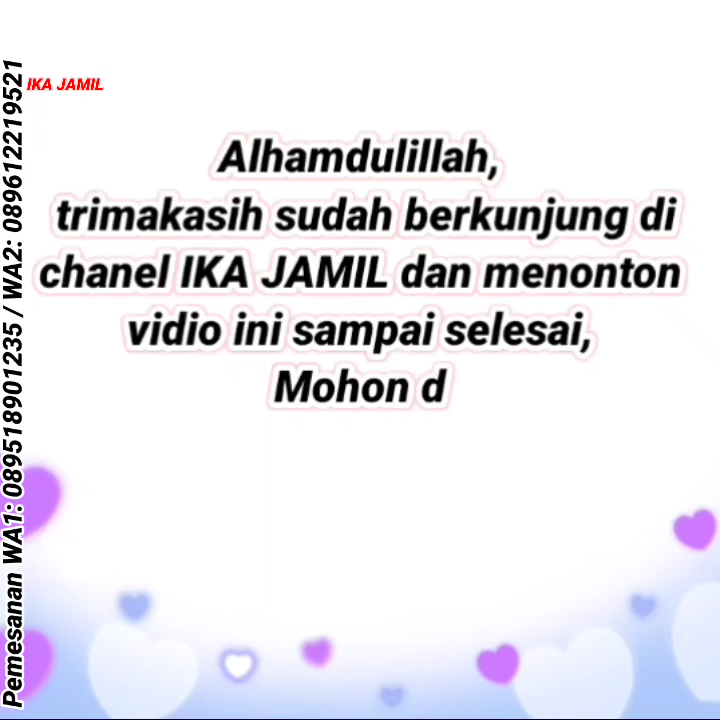 IKA JAMIL
Alhamdulillah,
trimakasih sudah berkunjung di
chanel IKA JAMIL dan menonton
vidio ini sampai selesai,
Mohon d
Pemesanan WA1: 089518901235 / WA2: 089612219521